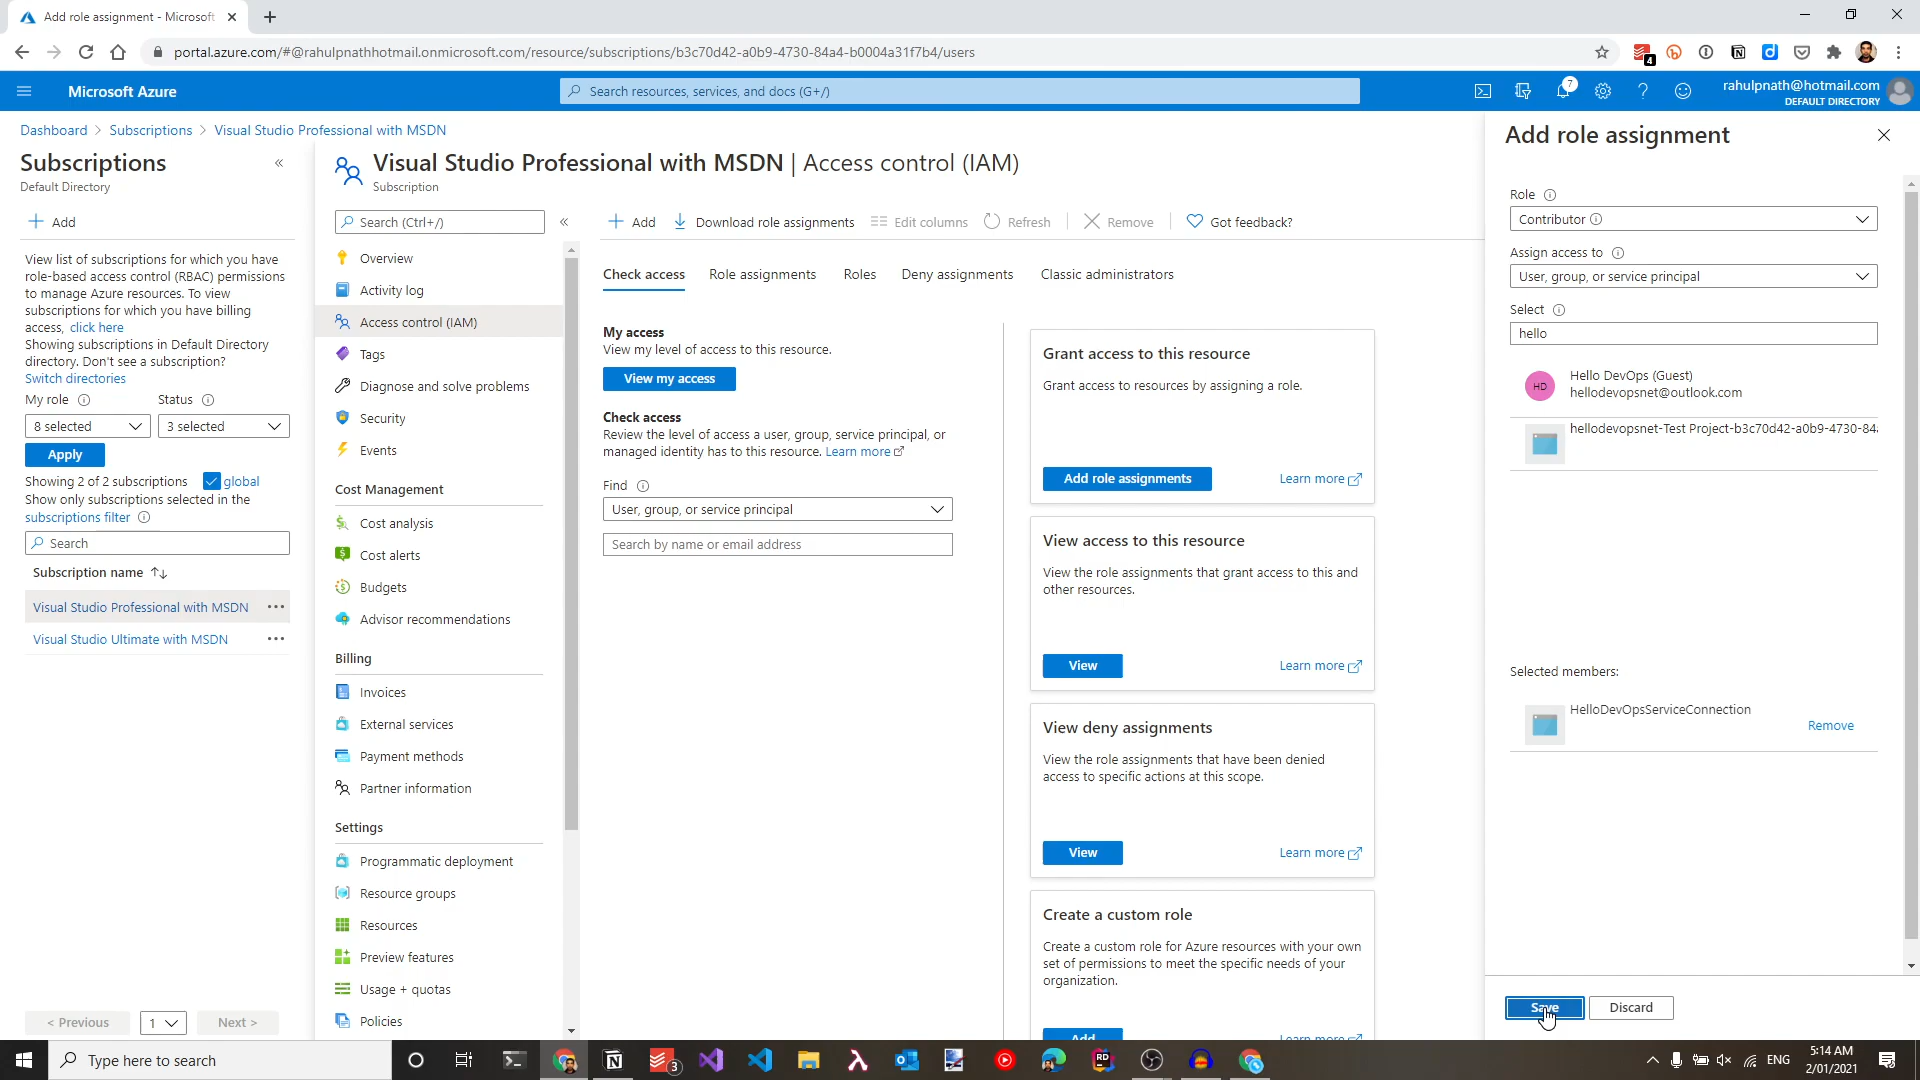 Add role assignment - Microsoft
portal.azure.com/#@rahulpnathhotmail.onmicrosoft.com/resource/subscriptions/b3c70d42-a0b9-4730-84a4-b0004a31f7b4/users
4
Microsoft Azure
Search resources, services, and docs (G+/)
7
rahulpnath@hotmail.com
DEFAULT DIRECTORY
Dashboard > Subscriptions > Visual Studio Professional with MSDN
Subscriptions
Default Directory
Add
View list of subscriptions for which you have
role-based access control (RBAC) permissions
to manage Azure resources. To view
subscriptions for which you have billing
access, click here
Showing subscriptions in Default Directory
directory. Don't see a subscription?
Switch directories
My role
Status
8 selected
3 selected
Apply
Showing 2 of 2 subscriptions global
Show only subscriptions selected in the
subscriptions filter
Search
Subscription name
Visual Studio Professional with MSDN
Visual Studio Ultimate with MSDN
< Previous
1
Next >
Visual Studio Professional with MSDN | Access control (IAM)
Subscription
Search (Ctrl+/)
Overview
Activity log
Access control (IAM)
Tags
Diagnose and solve problems
Security
Events
Cost Management
Cost analysis
Cost alerts
Budgets
Advisor recommendations
Billing
Invoices
External services
Payment methods
Partner information
Settings
Programmatic deployment
Resource groups
Resources
Preview features
Usage + quotas
Policies
Add
Download role assignments
Edit columns
Refresh
Remove
Got feedback?
Check access
Role assignments
Roles
Deny assignments
Classic administrators
My access
View my level of access to this resource.
View my access
Check access
Review the level of access a user, group, service principal, or
managed identity has to this resource. Learn more
Find
User, group, or service principal
Search by name or email address
Grant access to this resource
Grant access to resources by assigning a role.
Add role assignments
Learn more
View access to this resource
View the role assignments that grant access to this and
other resources.
View
Learn more
View deny assignments
View the role assignments that have been denied
access to specific actions at this scope.
View
Learn more
Create a custom role
Create a custom role for Azure resources with your own
set of permissions to meet the specific needs of your
organization.
Add
Learn more
Add role assignment
Role
Contributor
Assign access to
User, group, or service principal
Select
hello
HD
Hello DevOps (Guest)
hellodevopsnet@outlook.com
hellodevopsnet-Test Project-b3c70d42-a0b9-4730-84
Selected members:
HelloDevOpsServiceConnection
Remove
Save
Discard
Type here to search
3
RD
ENG
5:14 AM
2/01/2021